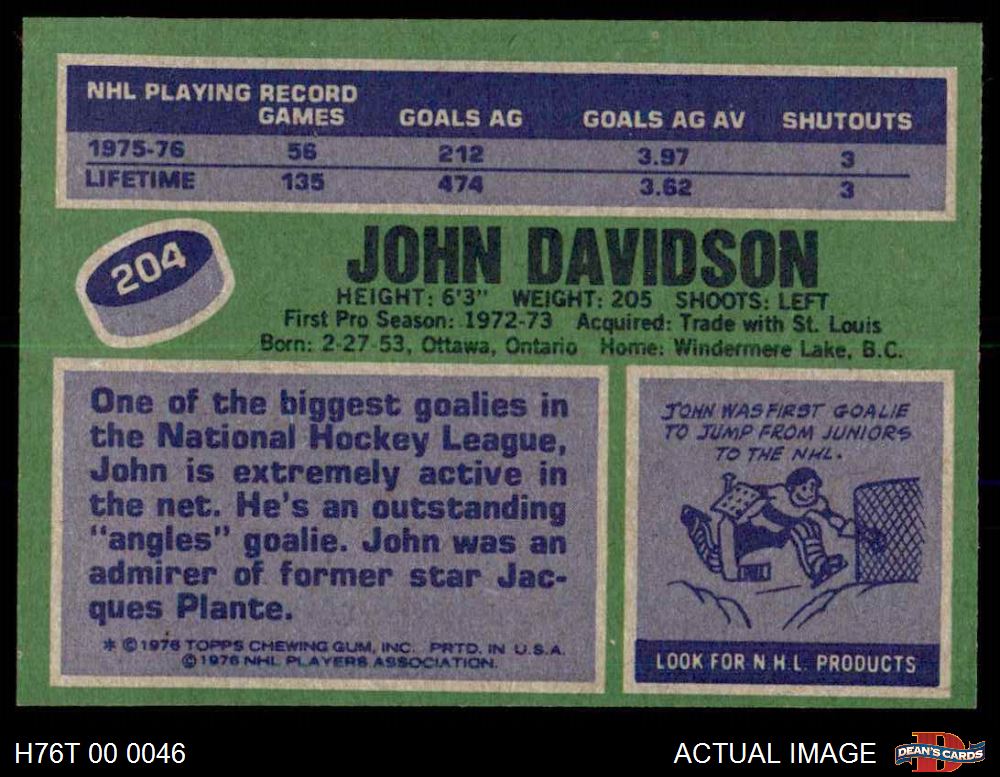 NHL PLAYING RECORD
GAMES GOALS AG GOALS AG AV SHUTOUTS
1975-76 56 212 3.97 3
LIFETIME 135 474 3.62 3
204
JOHN DAVIDSON
HEIGHT: 6'3" WEIGHT: 205 SHOOTS: LEFT
First Pro Season: 1972-73 Acquired: Trade with St. Louis
Born: 2-27-53, Ottawa, Ontario Home: Windermere Lake, B.C.
One of the biggest goalies in
the National Hockey League,
John is extremely active in
the net. He's an outstanding
"angles" goalie. John was an
admirer of former star Jac-
ques Plante.
* © 1976 TOPPS CHEWING GUM, INC. PRTD. IN U.S.A.
© 1976 NHL PLAYERS ASSOCIATION.
JOHN WAS FIRST GOALIE
TO JUMP FROM JUNIORS
TO THE NHL.
LOOK FOR N.H.L. PRODUCTS
H76T 00 0046
ACTUAL IMAGE
D
DEAN'S CARDS